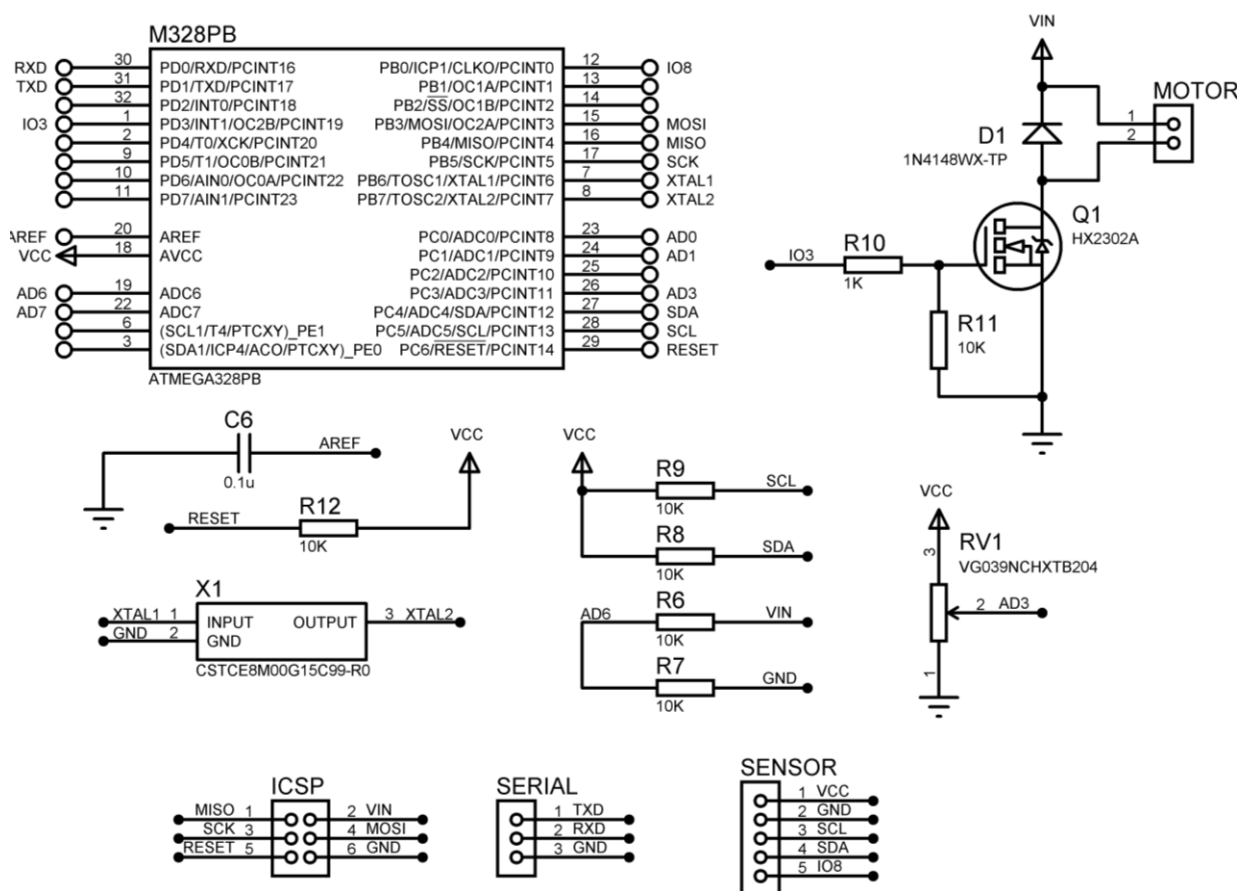 M328PB
RXD 30 PD0/RXD/PCINT16 PB0/ICP1/CLKO/PCINT0 12 IO8
TXD 31 PD1/TXD/PCINT17 PB1/OC1A/PCINT1 13
32 PD2/INT0/PCINT18 PB2/SS/OC1B/PCINT2 14
IO3 1 PD3/INT1/OC2B/PCINT19 PB3/MOSI/OC2A/PCINT3 15 MOSI
2 PD4/T0/XCK/PCINT20 PB4/MISO/PCINT4 16 MISO
9 PD5/T1/OC0B/PCINT21 PB5/SCK/PCINT5 17 SCK
10 PD6/AIN0/OC0A/PCINT22 PB6/TOSC1/XTAL1/PCINT6 7 XTAL1
11 PD7/AIN1/PCINT23 PB7/TOSC2/XTAL2/PCINT7 8 XTAL2
AREF 20 AREF PC0/ADC0/PCINT8 23 AD0
VCC 18 AVCC PC1/ADC1/PCINT9 24 AD1
PC2/ADC2/PCINT10 25
AD6 19 ADC6 PC3/ADC3/PCINT11 26 AD3
AD7 22 ADC7 PC4/ADC4/SDA/PCINT12 27 SDA
6 (SCL1/T4/PTCXY)_PE1 PC5/ADC5/SCL/PCINT13 28 SCL
3 (SDA1/ICP4/ACO/PTCXY)_PE0 PC6/RESET/PCINT14 29 RESET
ATMEGA328PB
VIN
MOTOR
1
2
D1
1N4148WX-TP
Q1
HX2302A
IO3
R10
1K
R11
10K
C6
0.1u
AREF
VCC
RESET
R12
10K
X1
XTAL1 1 INPUT OUTPUT 3 XTAL2
GND 2 GND
CSTCE8M00G15C99-R0
VCC
R9
10K
SCL
R8
10K
SDA
AD6
R6
10K
VIN
R7
10K
GND
VCC
3
RV1
VG039NCHXTB204
2 AD3
1
ICSP
MISO 1 2 VIN
SCK 3 4 MOSI
RESET 5 6 GND
SERIAL
1 TXD
2 RXD
3 GND
SENSOR
1 VCC
2 GND
3 SCL
4 SDA
5 IO8